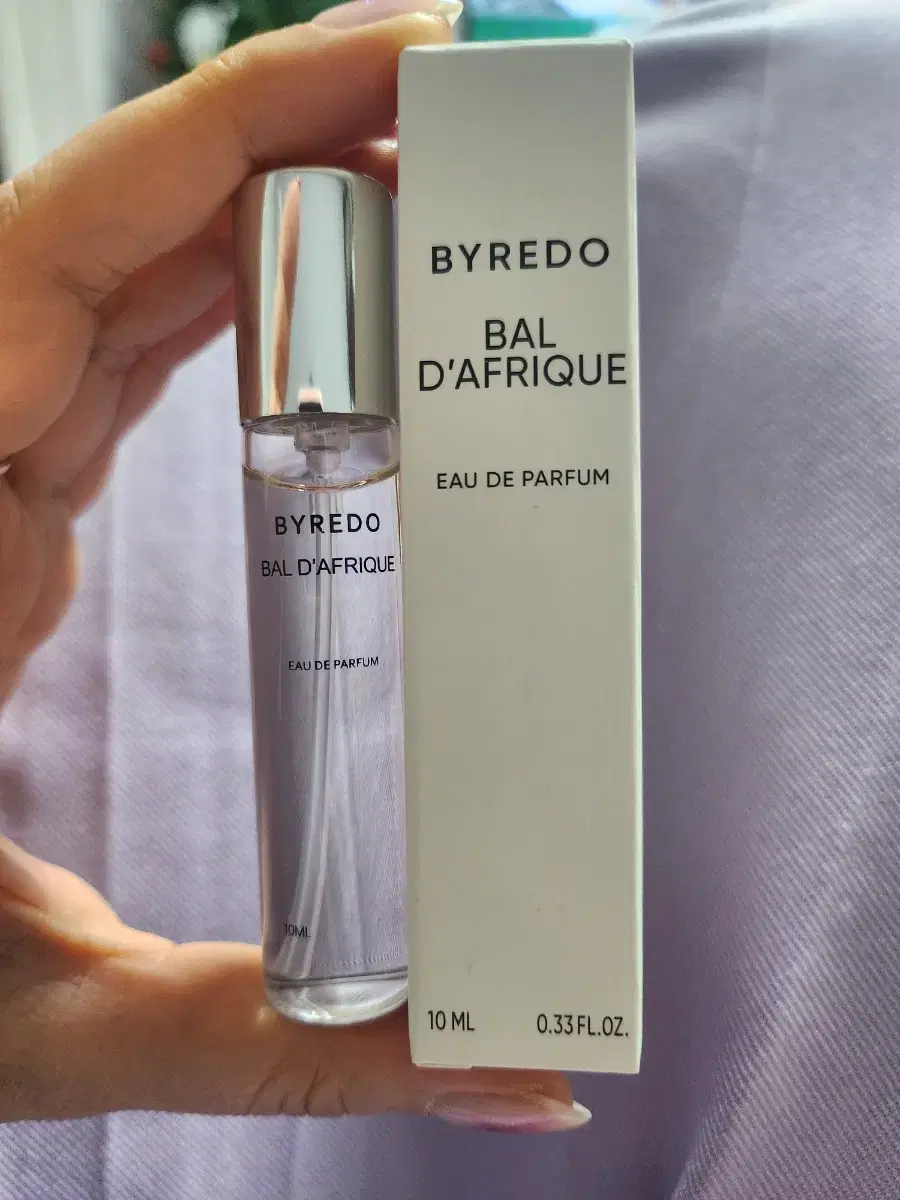 BYREDO
BAL D'AFRIQUE
EAU DE PARFUM
10ML
BYREDO
BAL
D'AFRIQUE
EAU DE PARFUM
10 ML 0.33 FL.OZ.